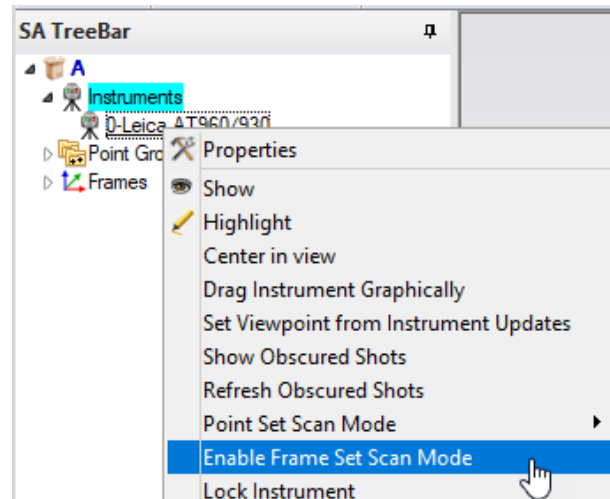 SA TreeBar
A
Instruments
0-Leica AT960/930
Point Gro
Frames
Properties
Show
Highlight
Center in view
Drag Instrument Graphically
Set Viewpoint from Instrument Updates
Show Obscured Shots
Refresh Obscured Shots
Point Set Scan Mode
Enable Frame Set Scan Mode
Lock Instrument